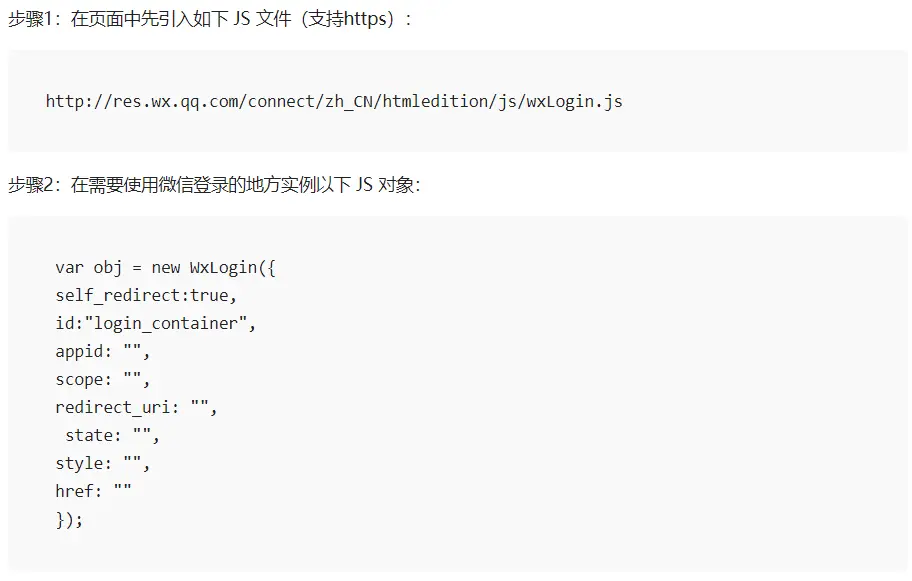 步骤1：在页面中先引入如下 JS 文件（支持https）：
http://res.wx.qq.com/connect/zh_CN/htmledition/js/wxLogin.js
步骤2：在需要使用微信登录的地方实例以下 JS 对象：
var obj = new WxLogin({
self_redirect:true,
id:"login_container",
appid: "",
scope: "",
redirect_uri: "",
 state: "",
style: "",
href: ""
});